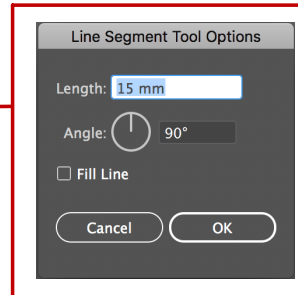 Line Segment Tool Options
Length: 15 mm
Angle: 90°
Fill Line
Cancel OK